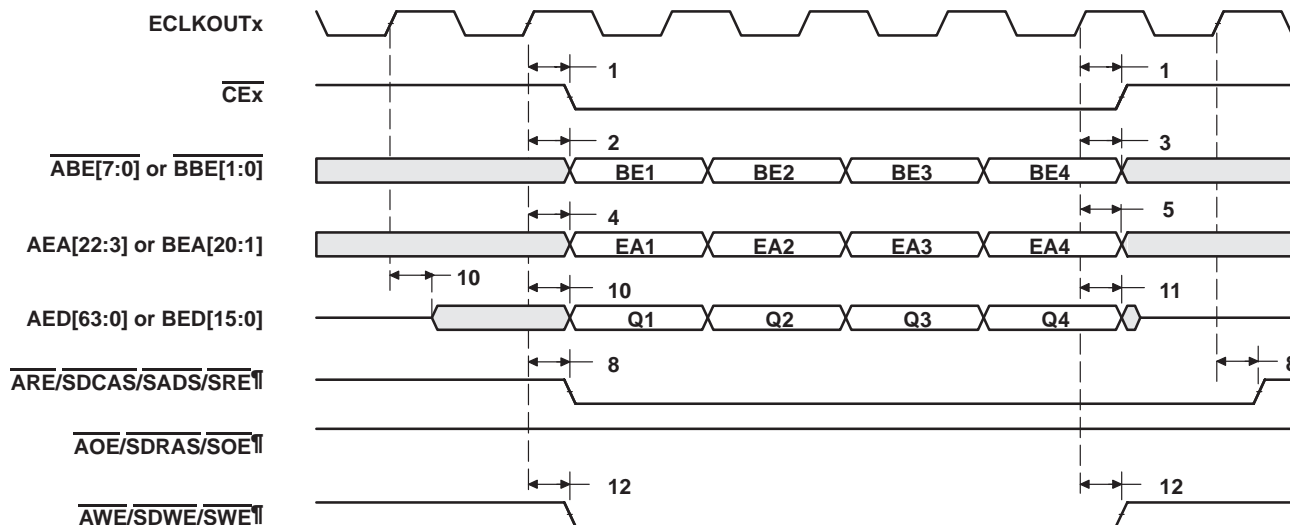 ECLKOUTx
1 1
CEx
2 3
ABE[7:0] or BBE[1:0]
BE1 BE2 BE3 BE4
4 5
AEA[22:3] or BEA[20:1]
EA1 EA2 EA3 EA4
10 10 11
AED[63:0] or BED[15:0]
Q1 Q2 Q3 Q4
8 8
ARE/SDCAS/SADS/SRE¶
AOE/SDRAS/SOE¶
12 12
AWE/SDWE/SWE¶